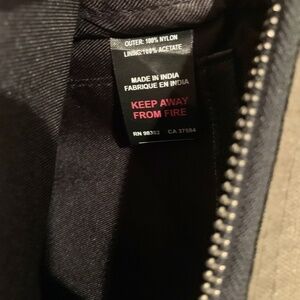 OUTER: 100% NYLON
LINING: 100% ACETATE
MADE IN INDIA
FABRIQUE EN INDIA
KEEP AWAY
FROM FIRE
RN 98382 CA 37584